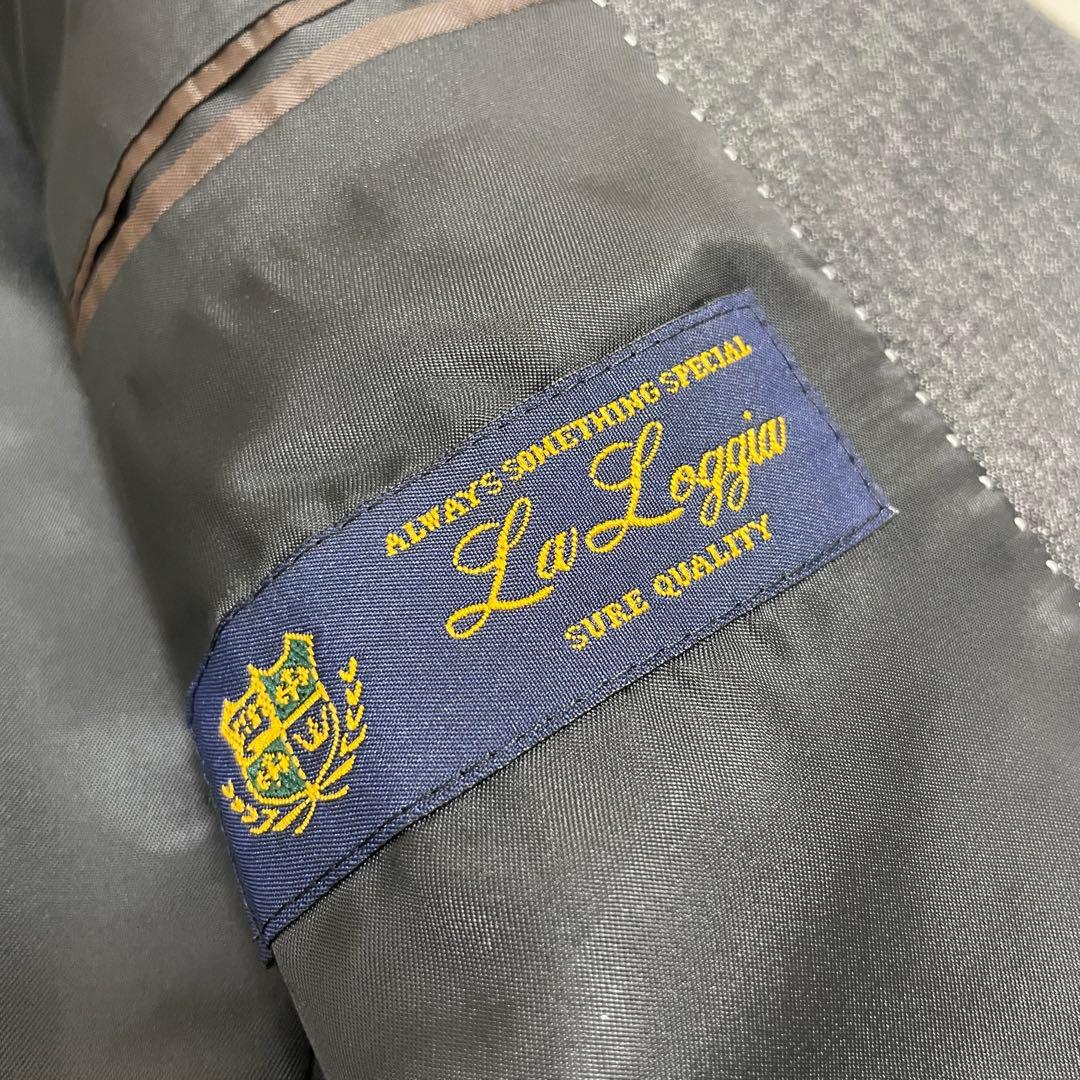 ALWAYS SOMETHING SPECIAL
La Loggia
SURE QUALITY